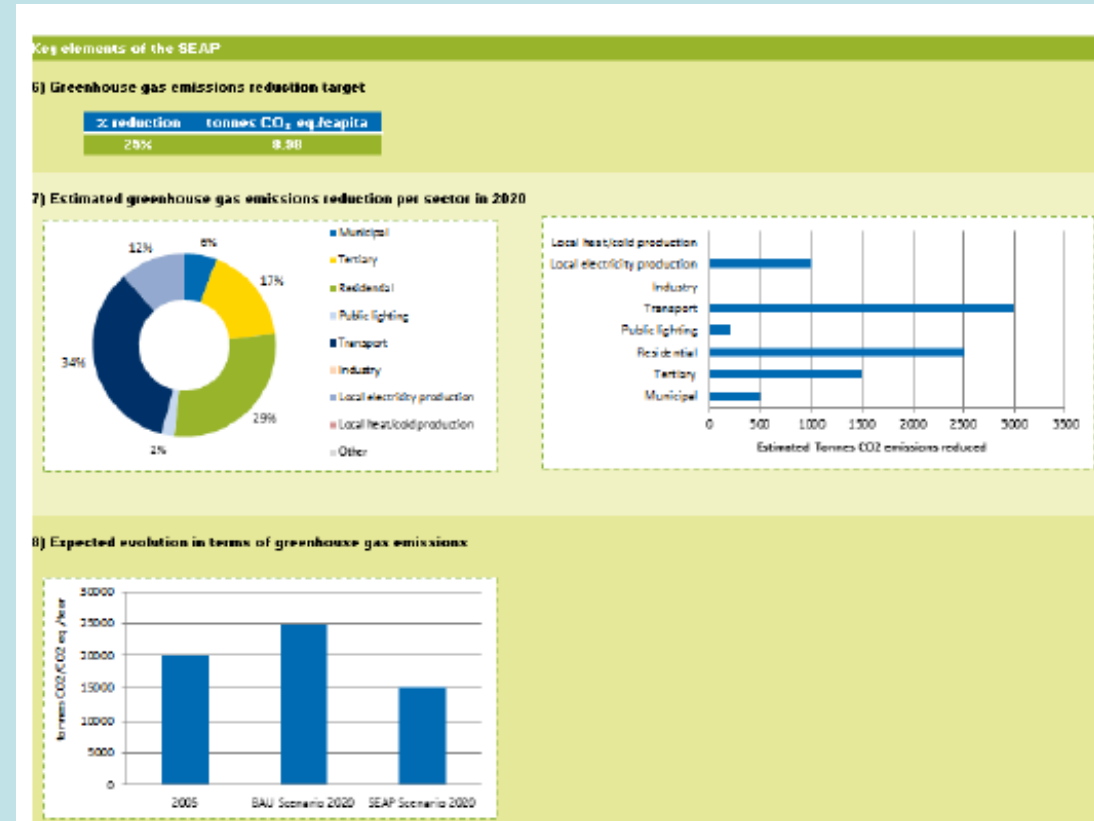 Key elements of the SEAP
6) Greenhouse gas emissions reduction target
% reduction tonnes CO₂ eq./capita
25% 8.98
7) Estimated greenhouse gas emissions reduction per sector in 2020
12%
6%
17%
29%
2%
34%
Municipal
Tertiary
Residential
Public lighting
Transport
Industry
Local electricity production
Local heat/cold production
Other
Local heat/cold production
Local electricity production
Industry
Transport
Public lighting
Residential
Tertiary
Municipal
0 500 1000 1500 2000 2500 3000 3500
Estimated Tonnes CO2 emissions reduced
8) Expected evolution in terms of greenhouse gas emissions
tonnes CO2/CO2 eq /Year
30000
25000
20000
15000
10000
5000
0
2005 BAU Scenario 2020 SEAP Scenario 2020